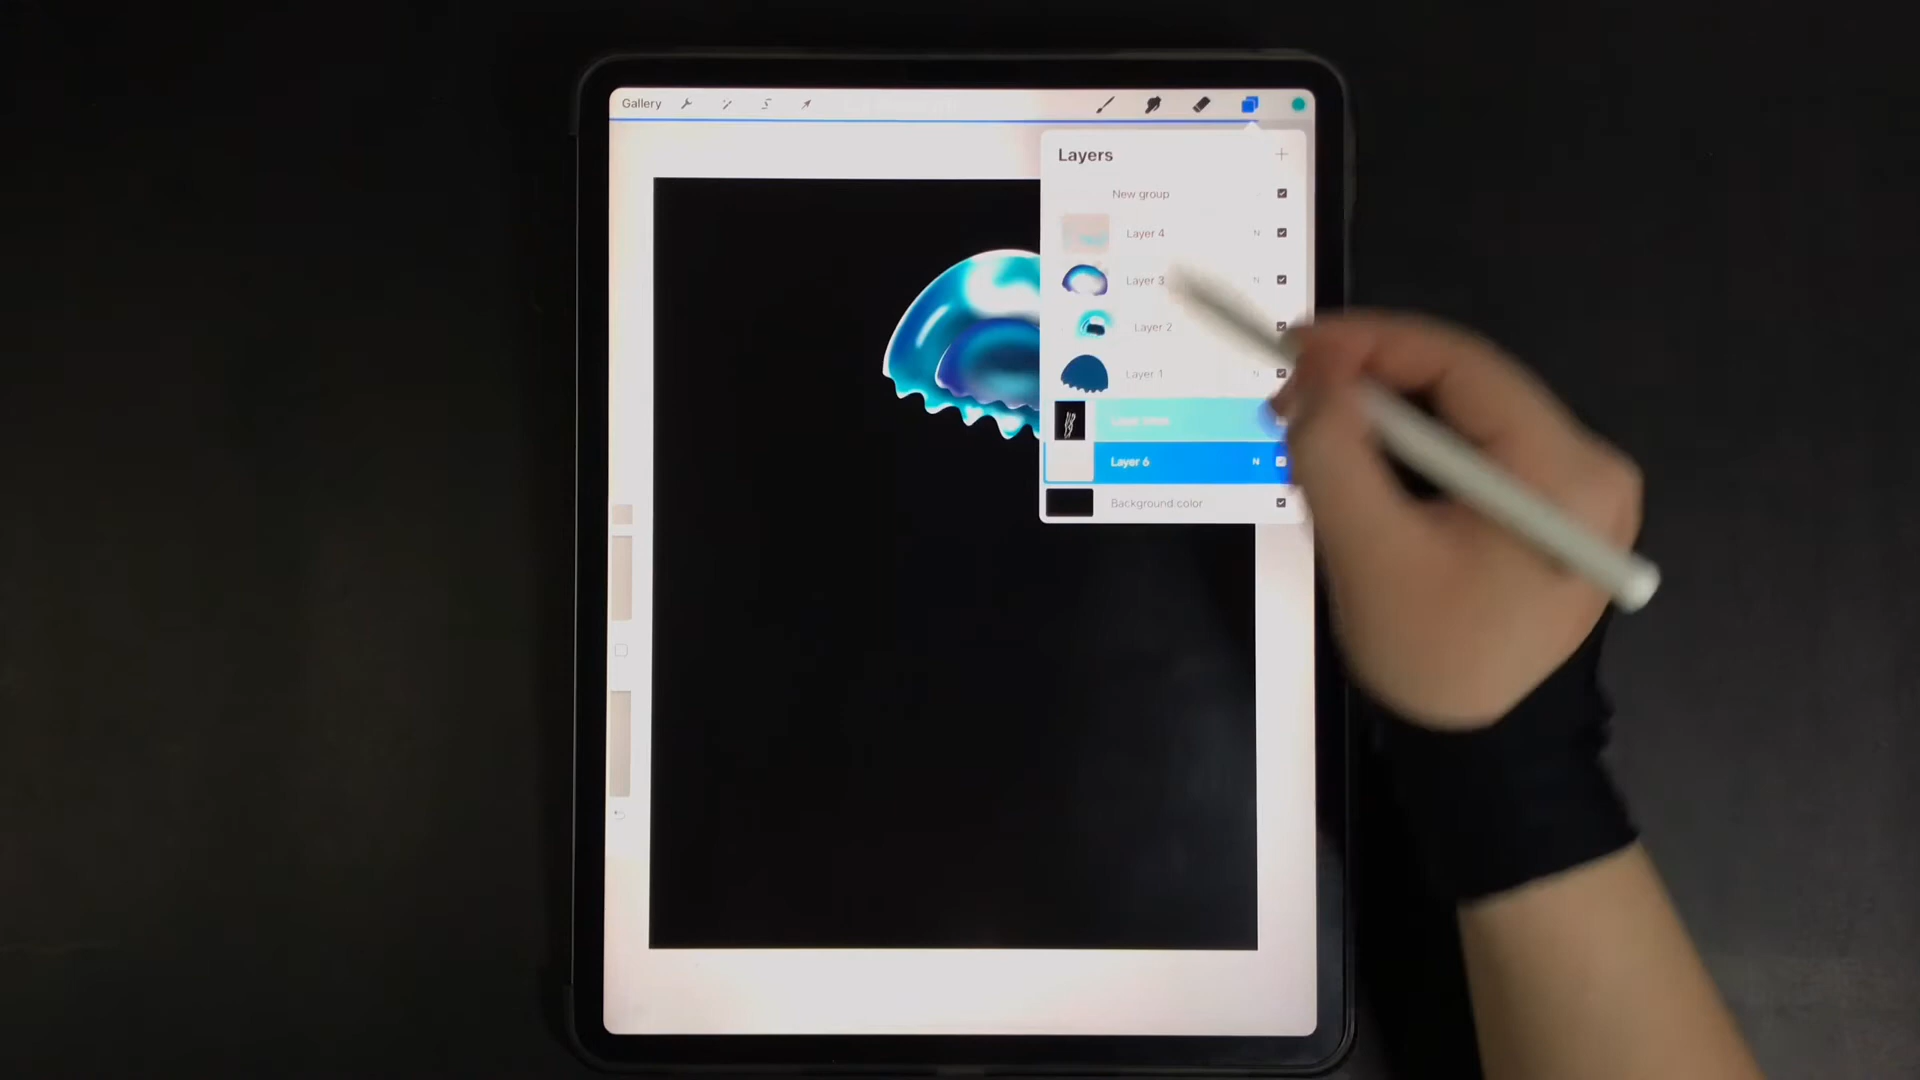 Gallery
Layers
New group
Layer 4 N
Layer 3 N
Layer 2
Layer 1 N
Layer 6 N
Background color